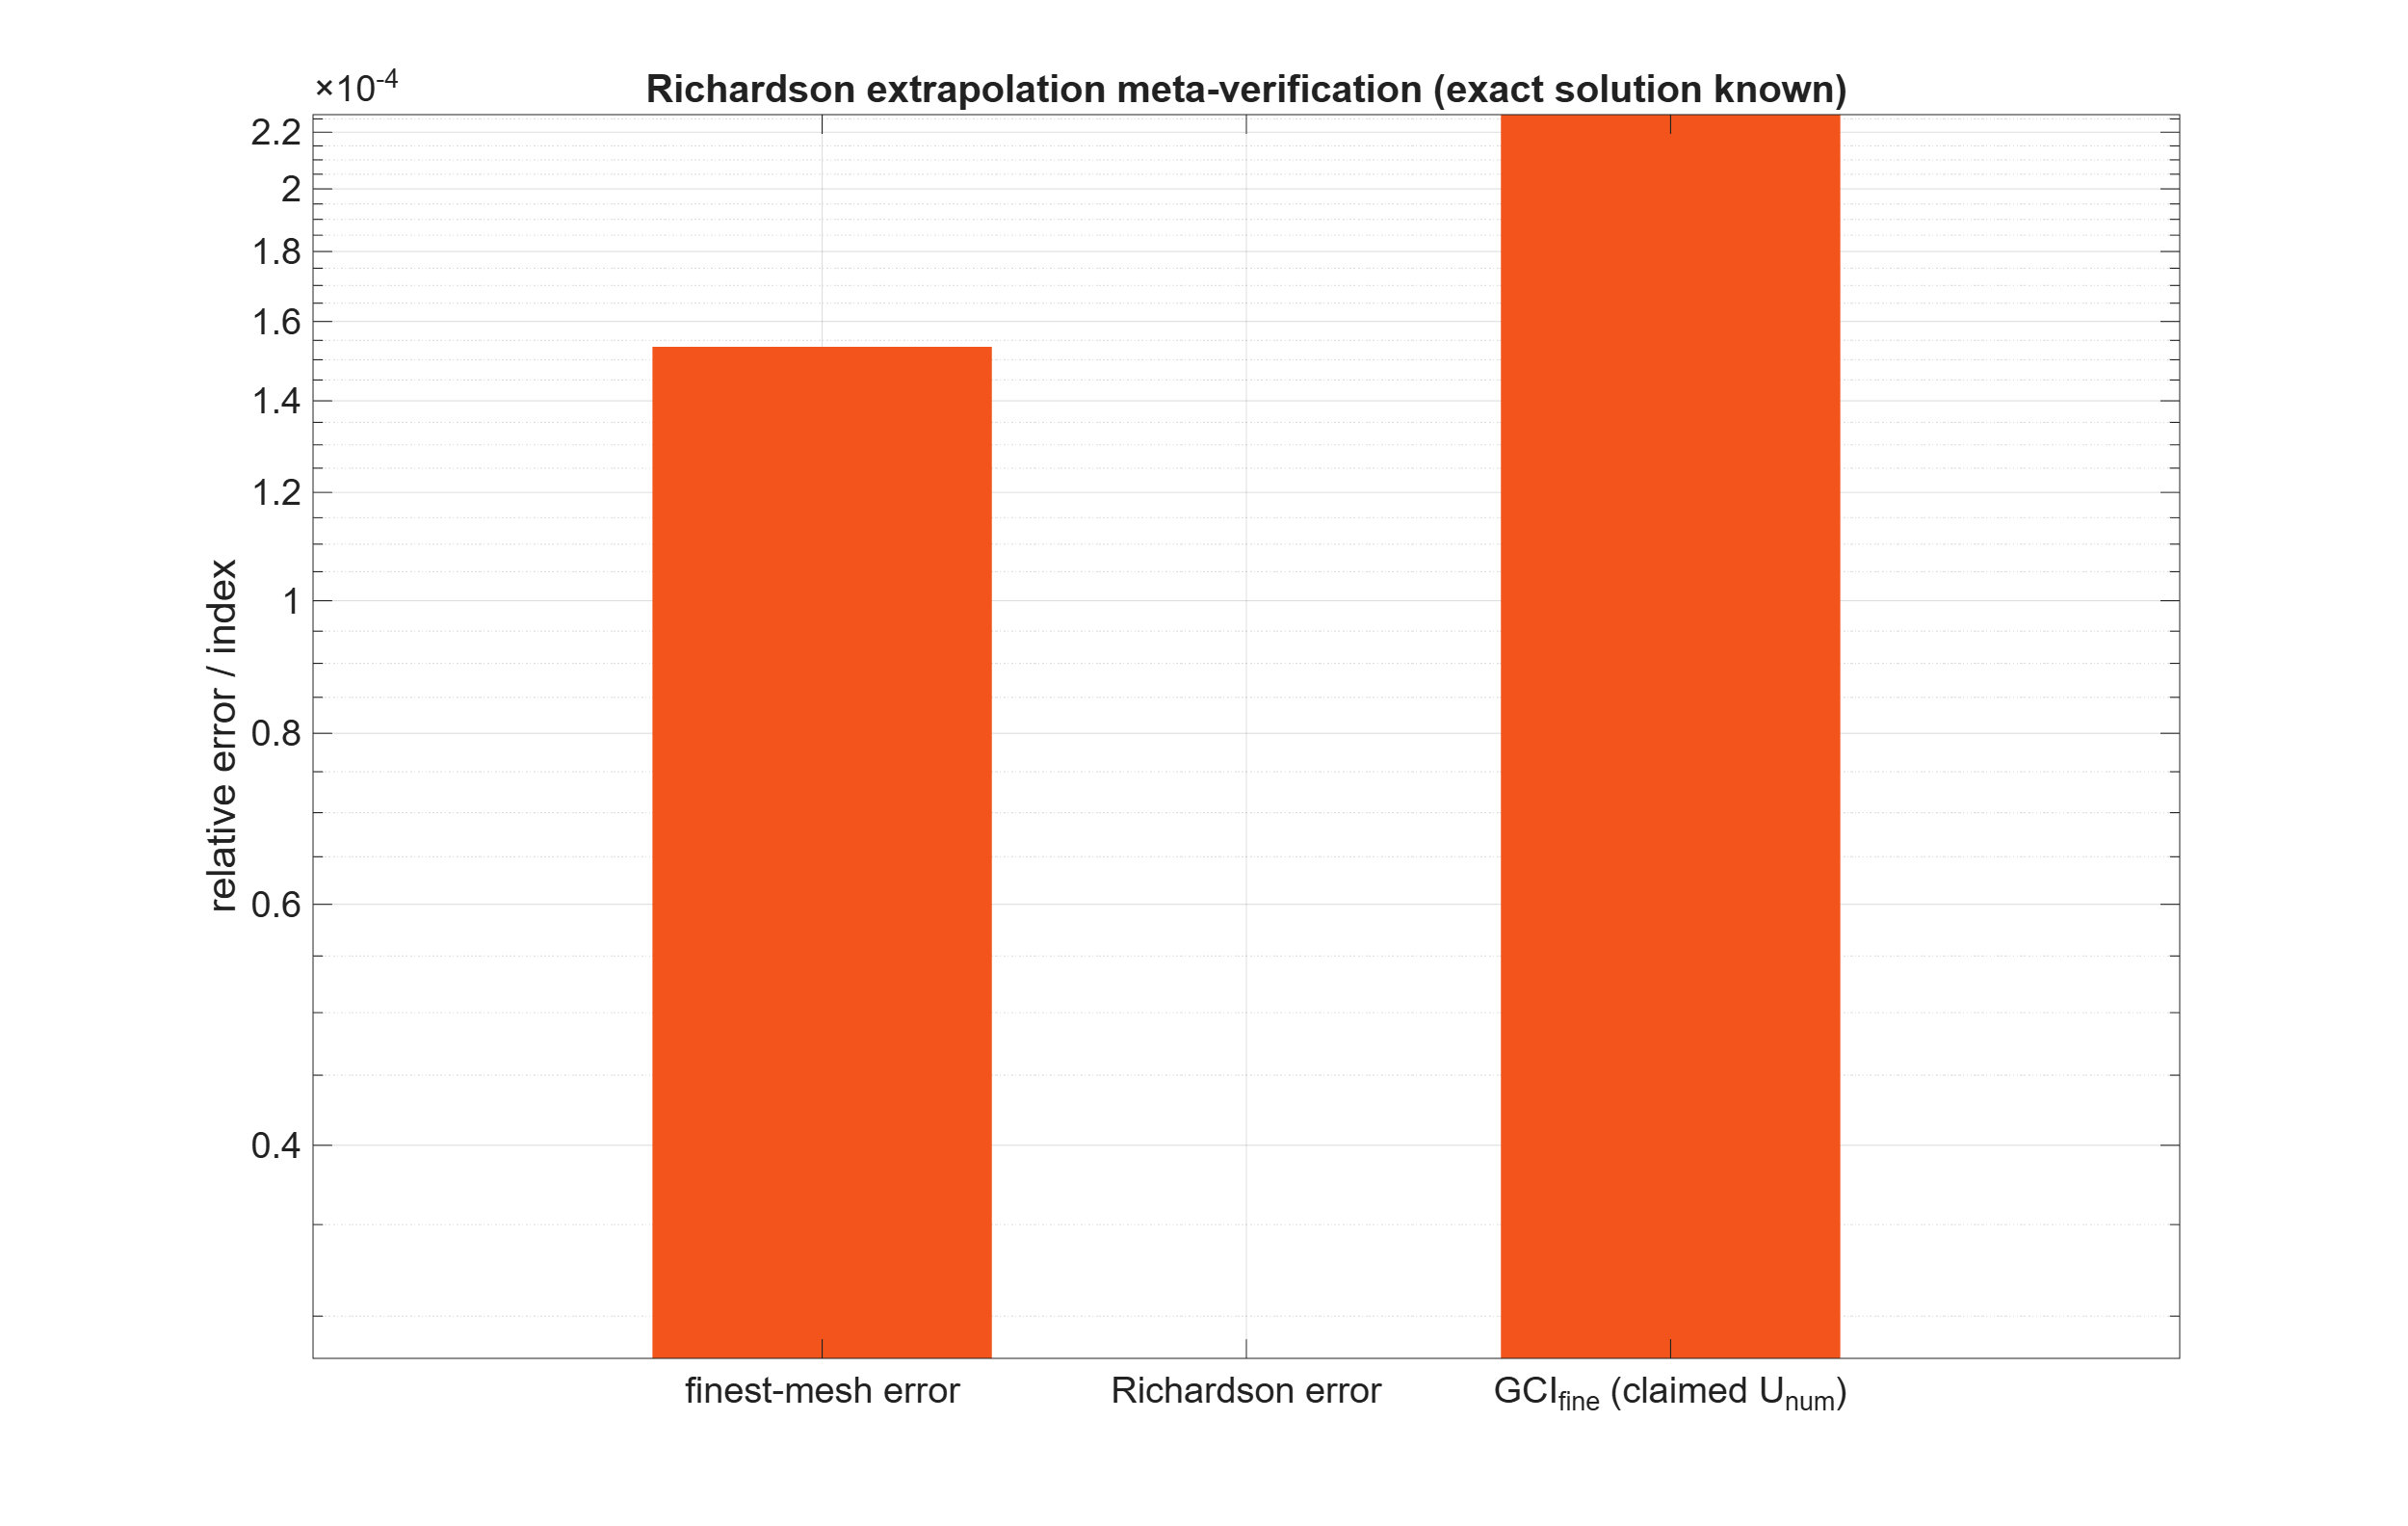 Richardson extrapolation meta-verification (exact solution known)
×10-4
2.2
2
1.8
1.6
1.4
1.2
1
0.8
0.6
0.4
relative error / index
finest-mesh error
Richardson error
GCIfine (claimed Unum)